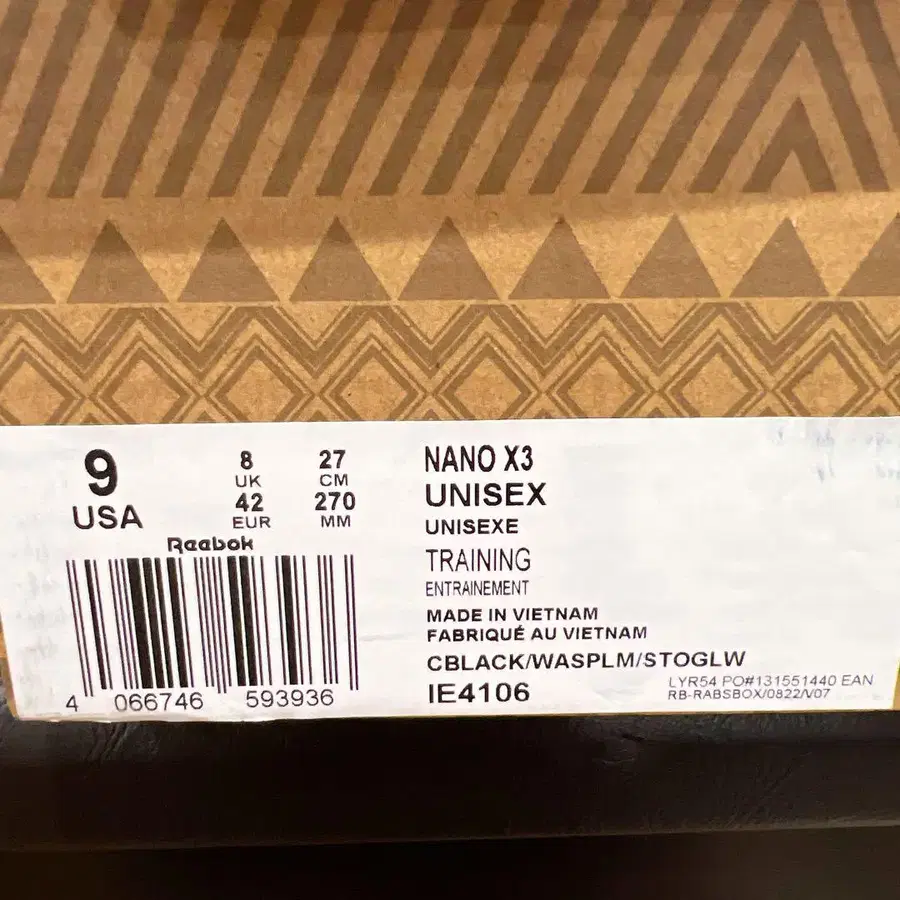 9
USA
8
UK
42
EUR
27
CM
270
MM
Reebok
4 066746 593936
NANO X3
UNISEX
UNISEXE
TRAINING
ENTRAINEMENT
MADE IN VIETNAM
FABRIQUÉ AU VIETNAM
CBLACK/WASPLM/STOGLW
IE4106
LYR54 PO#131551440 EAN
RB-RABSBOX/0822/V07